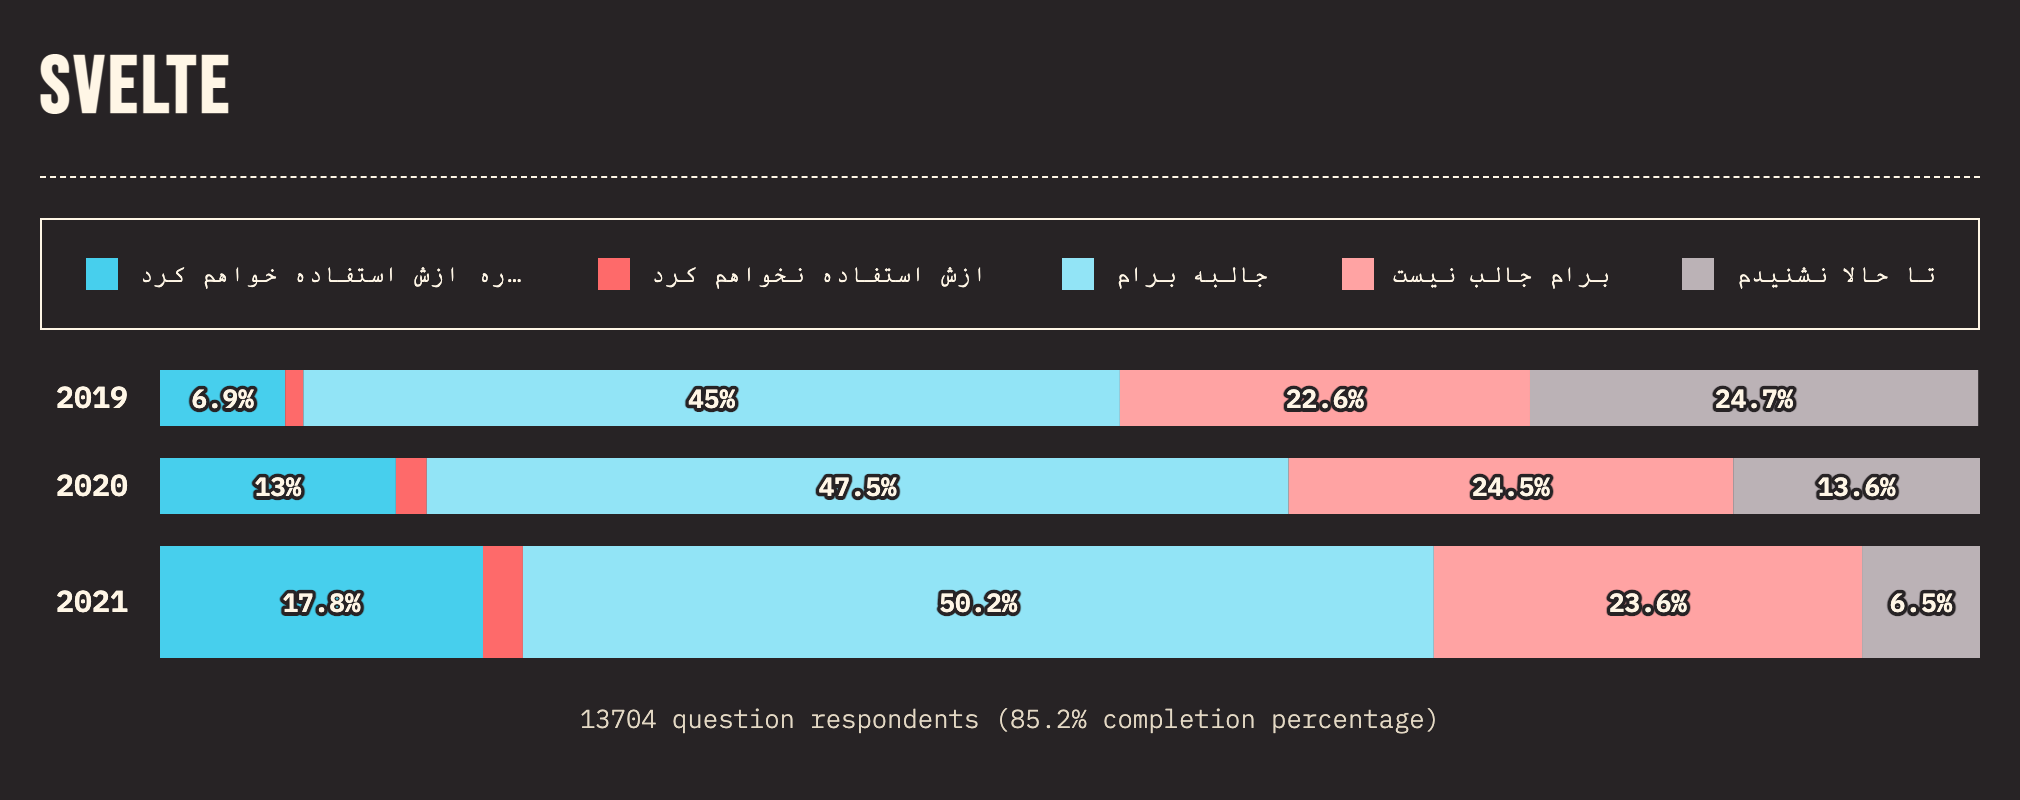 SVELTE
…ره ازش استفاده خواهم کرد
ازش استفاده نخواهم کرد
جالبه برام
برام جالب نیست
تا حالا نشنیدم
2019 6.9% 45% 22.6% 24.7%
2020 13% 47.5% 24.5% 13.6%
2021 17.8% 50.2% 23.6% 6.5%
13704 question respondents (85.2% completion percentage)